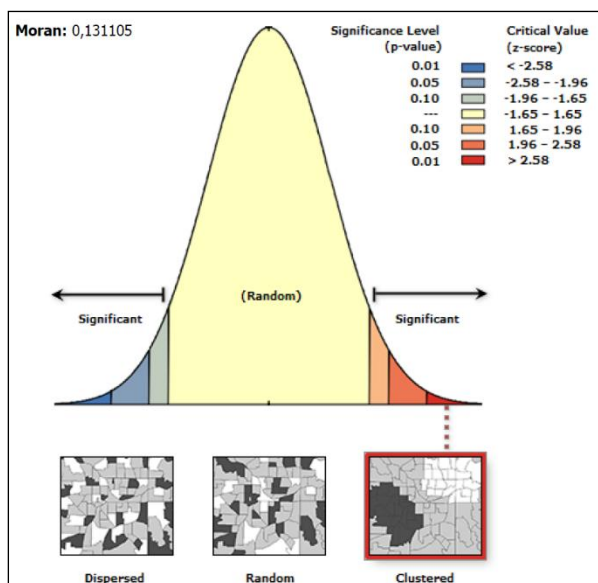 Moran: 0,131105
Significance Level
(p-value)
Critical Value
(z-score)
0.01 < -2.58
0.05 -2.58 – -1.96
0.10 -1.96 – -1.65
--- -1.65 – 1.65
0.10 1.65 – 1.96
0.05 1.96 – 2.58
0.01 > 2.58
(Random)
Significant
Significant
Dispersed
Random
Clustered